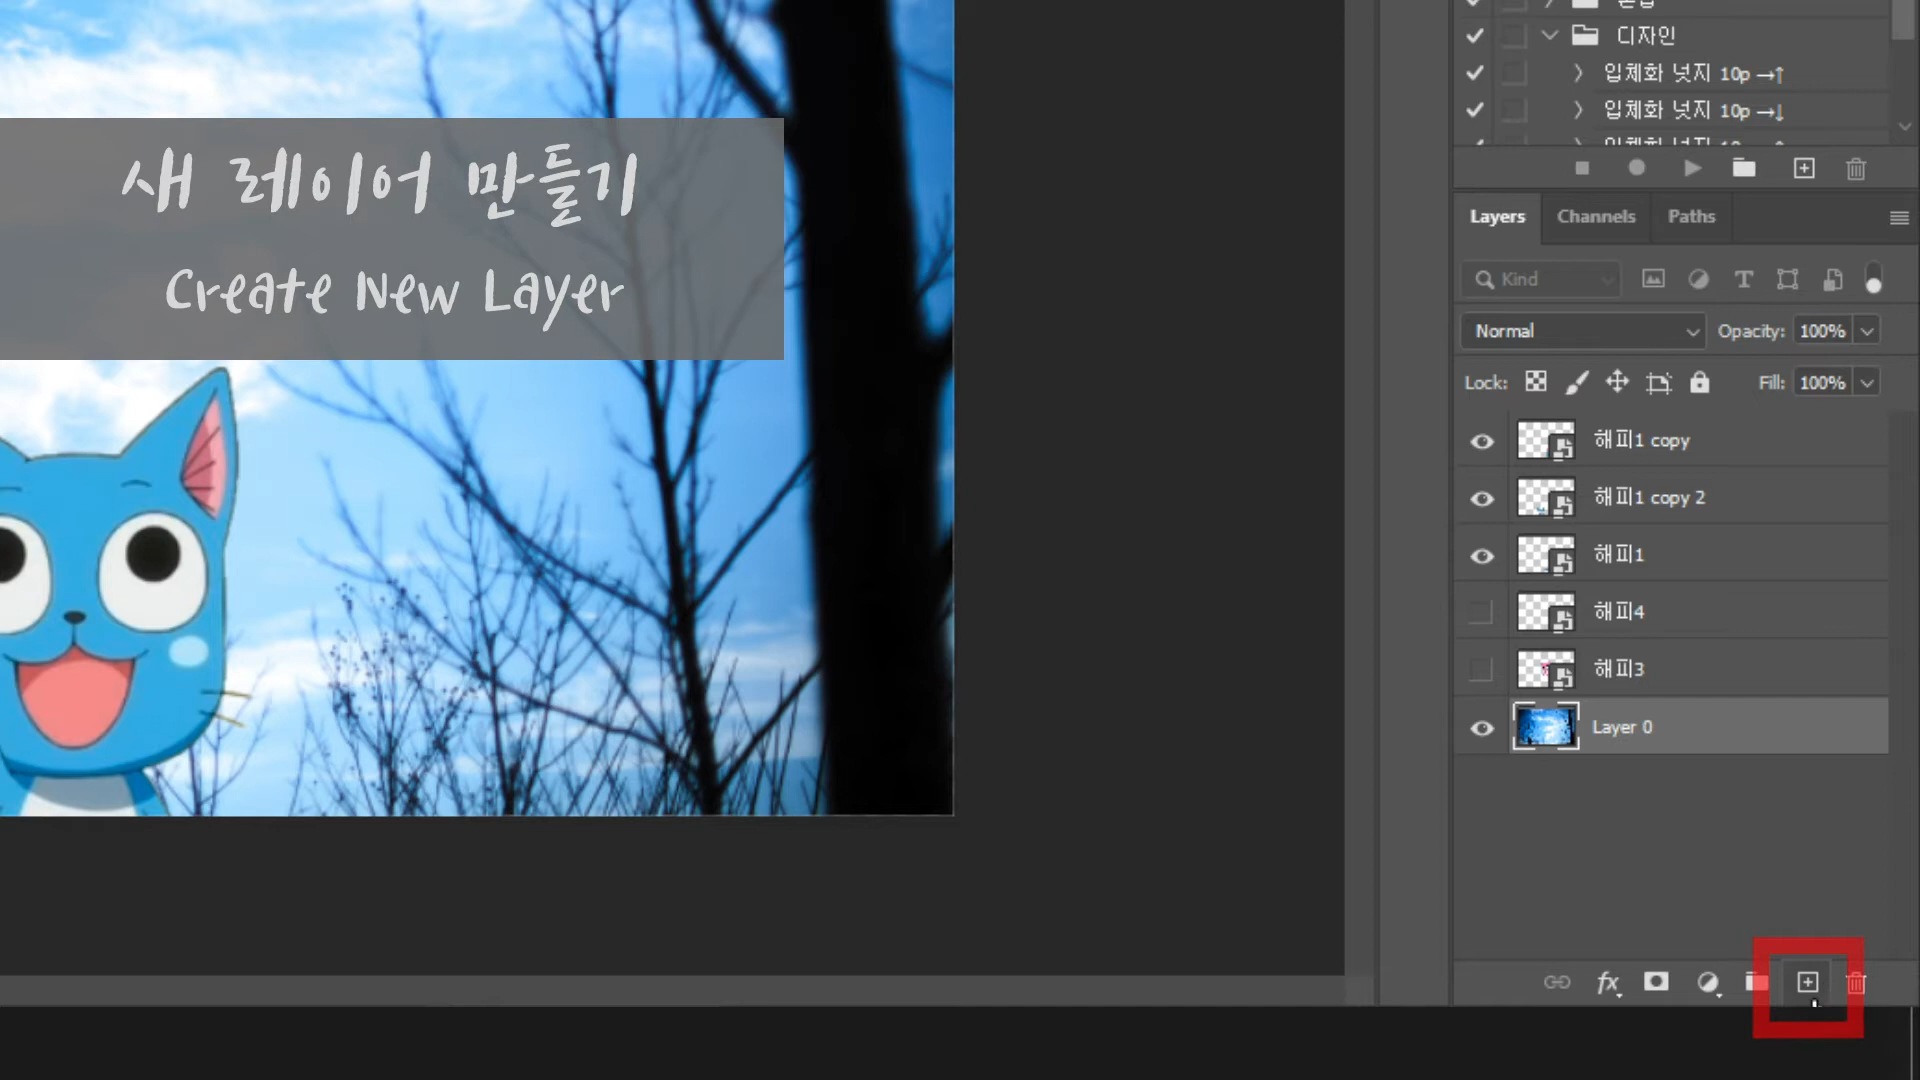 새 레이어 만들기
Create New Layer
디자인
입체화 넛지 10p →↑
입체화 넛지 10p →↓
Layers
Channels
Paths
Kind
Normal
Opacity: 100%
Lock:
Fill: 100%
해피1 copy
해피1 copy 2
해피1
해피4
해피3
Layer 0
fx